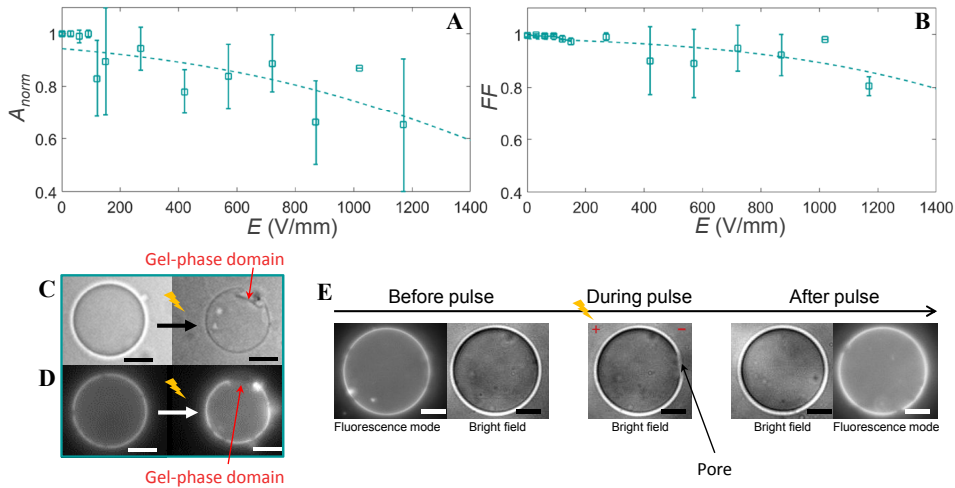 A
1
0.8
0.6
0.4
A_norm
0
200
400
600
800
1000
1200
1400
E (V/mm)
B
1
0.8
0.6
0.4
FF
0
200
400
600
800
1000
1200
1400
E (V/mm)
Gel-phase domain
C
D
Gel-phase domain
E
Before pulse
During pulse
After pulse
+
−
Fluorescence mode
Bright field
Bright field
Bright field
Fluorescence mode
Pore